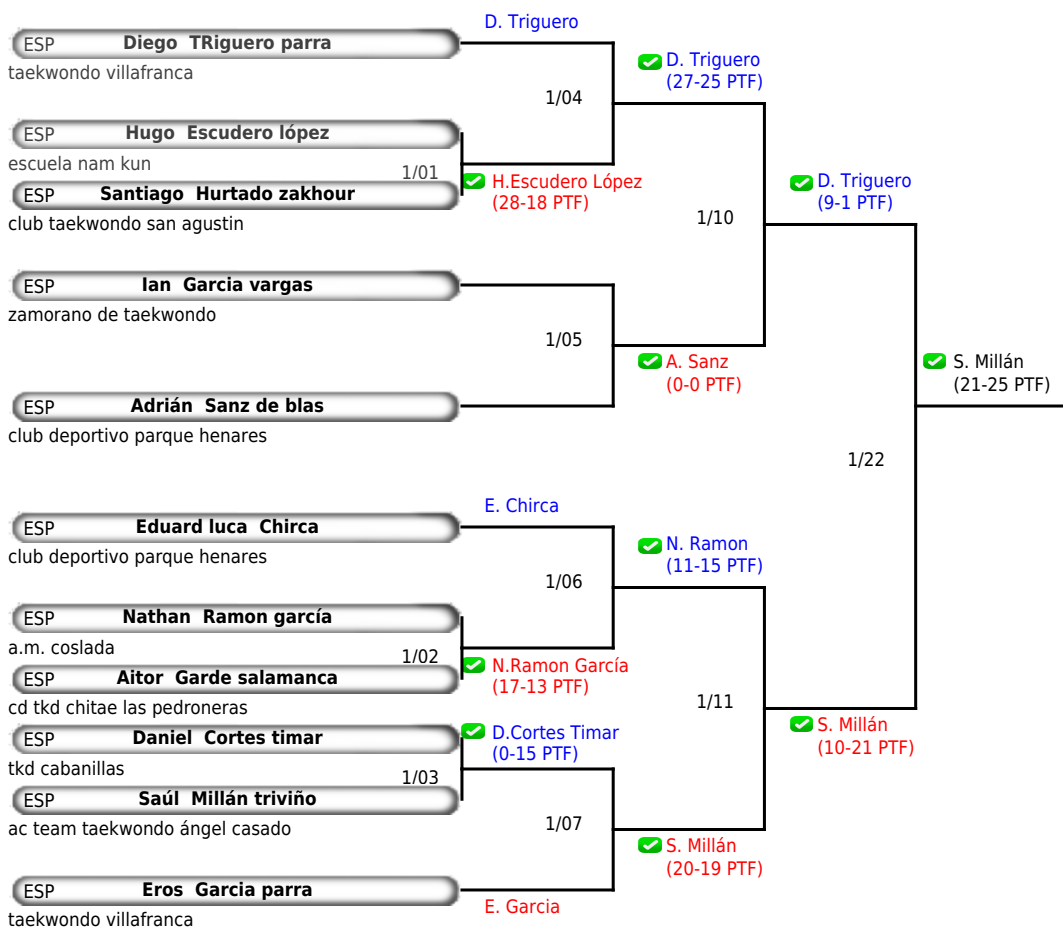 D. Triguero
ESP Diego TRiguero parra
taekwondo villafranca
D. Triguero
(27-25 PTF)
1/04
ESP Hugo Escudero lópez
escuela nam kun
1/01
H.Escudero López
(28-18 PTF)
ESP Santiago Hurtado zakhour
club taekwondo san agustin
D. Triguero
(9-1 PTF)
1/10
ESP Ian Garcia vargas
zamorano de taekwondo
1/05
A. Sanz
(0-0 PTF)
S. Millán
(21-25 PTF)
ESP Adrián Sanz de blas
club deportivo parque henares
1/22
E. Chirca
ESP Eduard luca Chirca
club deportivo parque henares
N. Ramon
(11-15 PTF)
1/06
ESP Nathan Ramon garcía
a.m. coslada
1/02
N.Ramon García
(17-13 PTF)
ESP Aitor Garde salamanca
cd tkd chitae las pedroneras
1/11
S. Millán
(10-21 PTF)
ESP Daniel Cortes timar
tkd cabanillas
D.Cortes Timar
(0-15 PTF)
1/03
ESP Saúl Millán triviño
ac team taekwondo ángel casado
1/07
S. Millán
(20-19 PTF)
ESP Eros Garcia parra
taekwondo villafranca
E. Garcia